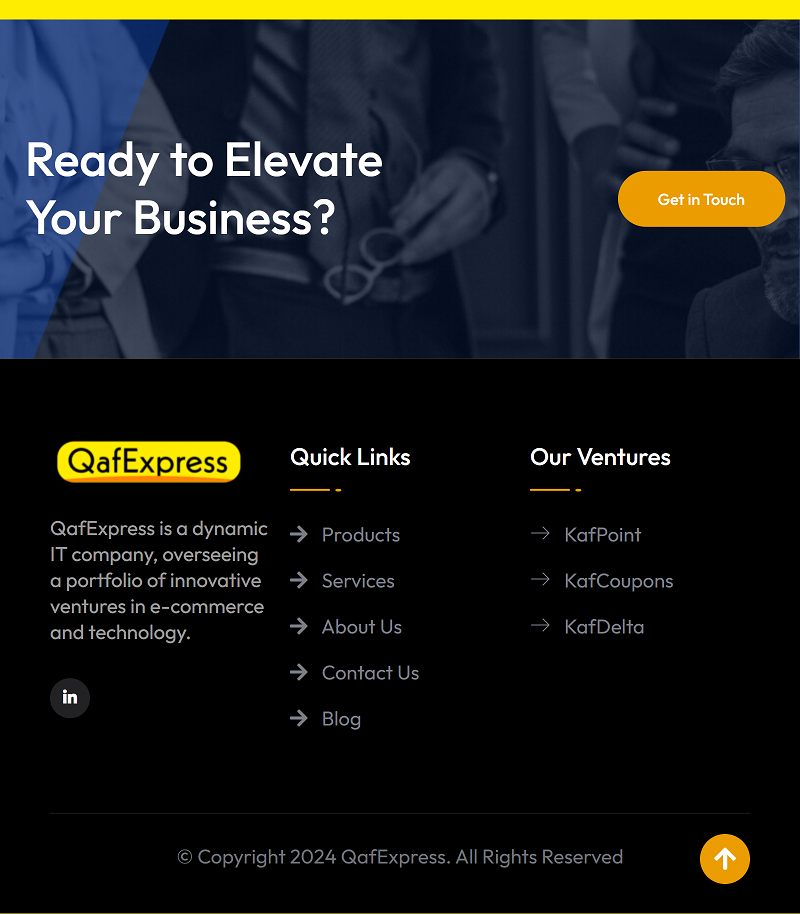 Ready to Elevate
Your Business?
Get in Touch
QafExpress
QafExpress is a dynamic
IT company, overseeing
a portfolio of innovative
ventures in e-commerce
and technology.
in
Quick Links
Products
Services
About Us
Contact Us
Blog
Our Ventures
KafPoint
KafCoupons
KafDelta
© Copyright 2024 QafExpress. All Rights Reserved